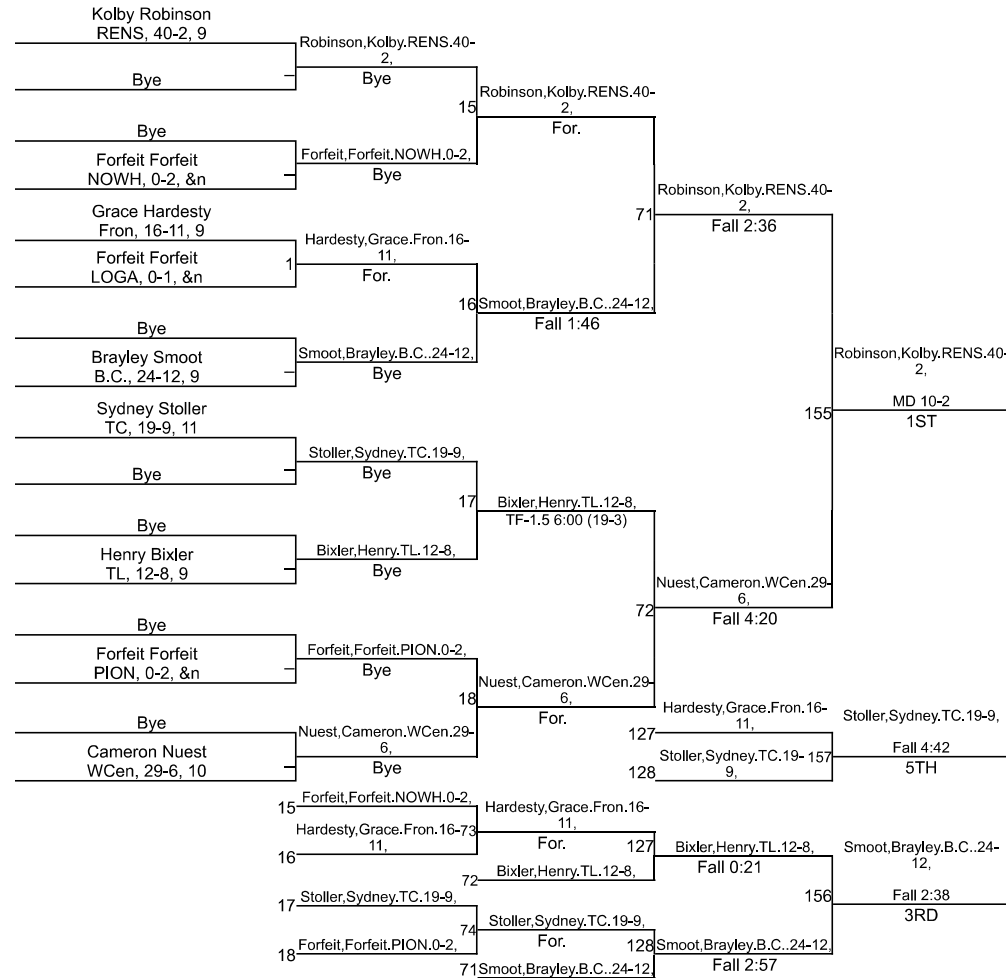 Kolby Robinson
RENS, 40-2, 9
Bye
Robinson,Kolby.RENS.40-
2,
Bye
15
Bye
Forfeit Forfeit
NOWH, 0-2, &n
Forfeit,Forfeit.NOWH.0-2,
Bye
Robinson,Kolby.RENS.40-
2,
For.
Grace Hardesty
Fron, 16-11, 9
Forfeit Forfeit
LOGA, 0-1, &n
1
Hardesty,Grace.Fron.16-
11,
For.
16
Bye
Brayley Smoot
B.C., 24-12, 9
Smoot,Brayley.B.C..24-12,
Bye
Smoot,Brayley.B.C..24-12,
Fall 1:46
71
Robinson,Kolby.RENS.40-
2,
Fall 2:36
Sydney Stoller
TC, 19-9, 11
Bye
Stoller,Sydney.TC.19-9,
Bye
17
Bye
Henry Bixler
TL, 12-8, 9
Bixler,Henry.TL.12-8,
Bye
Bixler,Henry.TL.12-8,
TF-1.5 6:00 (19-3)
Bye
Forfeit Forfeit
PION, 0-2, &n
Forfeit,Forfeit.PION.0-2,
Bye
18
Bye
Cameron Nuest
WCen, 29-6, 10
Nuest,Cameron.WCen.29-
6,
Bye
Nuest,Cameron.WCen.29-
6,
For.
72
Nuest,Cameron.WCen.29-
6,
Fall 4:20
155
Robinson,Kolby.RENS.40-
2,
MD 10-2
1ST
127
Hardesty,Grace.Fron.16-
11,
128
Stoller,Sydney.TC.19-
9,
157
Stoller,Sydney.TC.19-9,
Fall 4:42
5TH
15
Forfeit,Forfeit.NOWH.0-2,
16
Hardesty,Grace.Fron.16-
11,
73
Hardesty,Grace.Fron.16-
11,
For.
72
Bixler,Henry.TL.12-8,
127
Bixler,Henry.TL.12-8,
Fall 0:21
17
Stoller,Sydney.TC.19-9,
18
Forfeit,Forfeit.PION.0-2,
74
Stoller,Sydney.TC.19-9,
For.
71
Smoot,Brayley.B.C..24-12,
128
Smoot,Brayley.B.C..24-12,
Fall 2:57
156
Smoot,Brayley.B.C..24-
12,
Fall 2:38
3RD